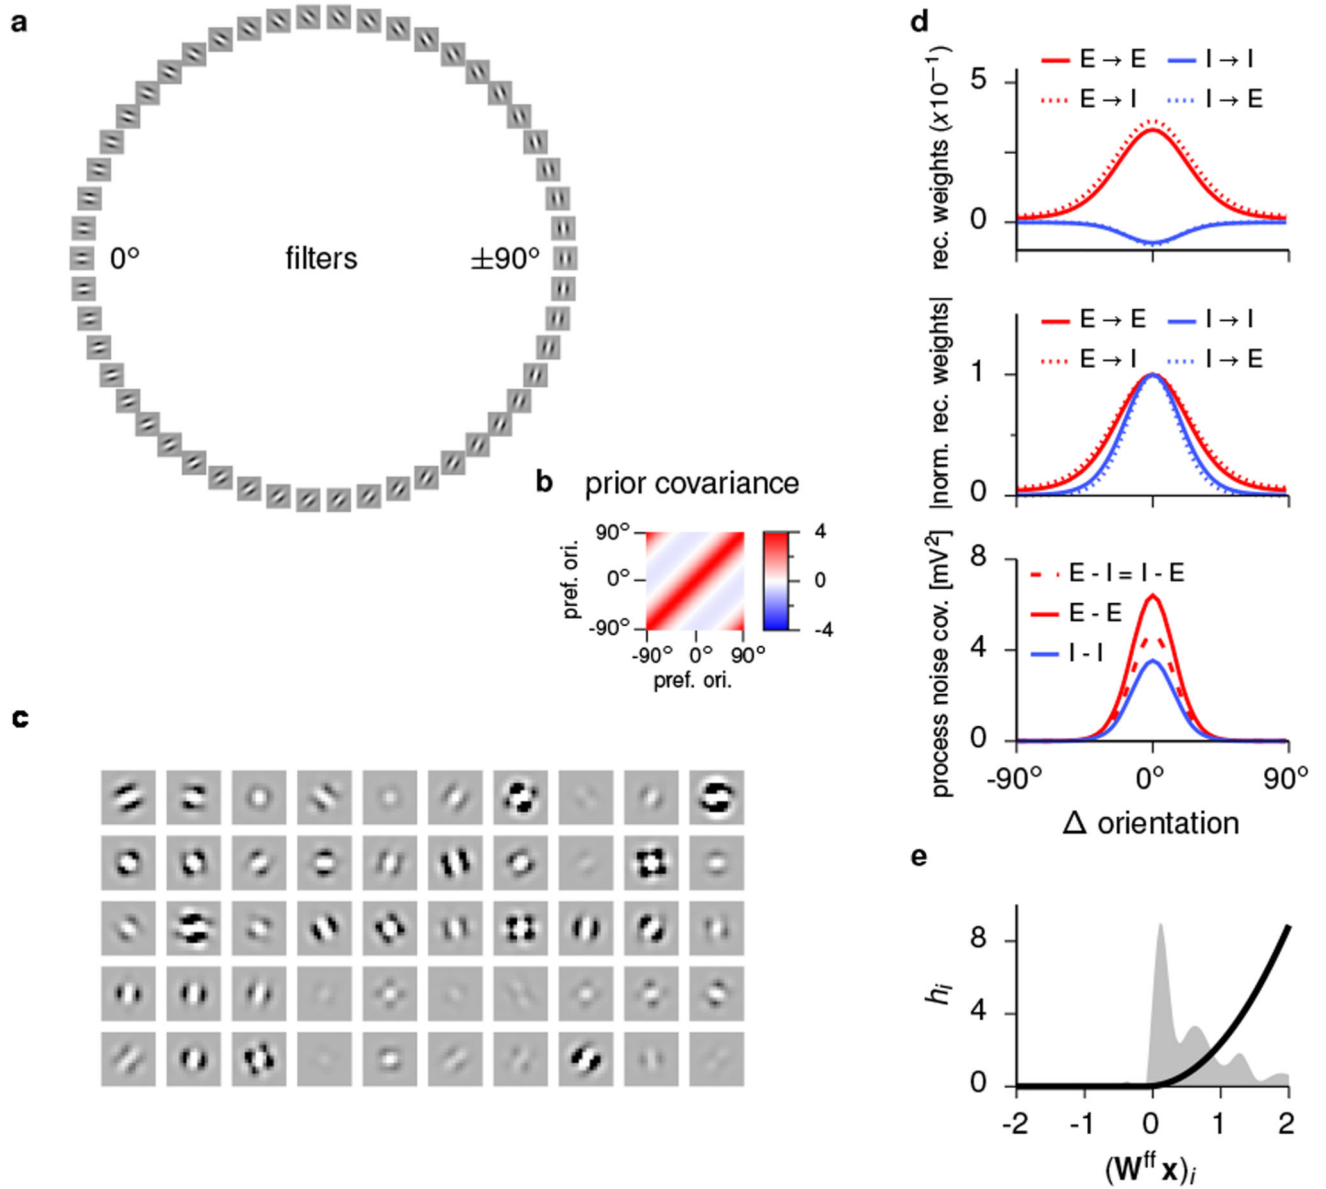 a
0°
filters
±90°
b
prior covariance
pref. ori.
90°
0°
-90°
-90° 0° 90°
pref. ori.
4
0
-4
c
d
rec. weights (x10⁻¹)
5
0
E → E
I → I
E → I
I → E
|norm. rec. weights|
1
0
E → E
I → I
E → I
I → E
process noise cov. [mV²]
8
4
0
E - I = I - E
E - E
I - I
-90° 0° 90°
Δ orientation
e
hᵢ
8
4
0
-2 -1 0 1 2
(Wᶠᶠ x)ᵢ